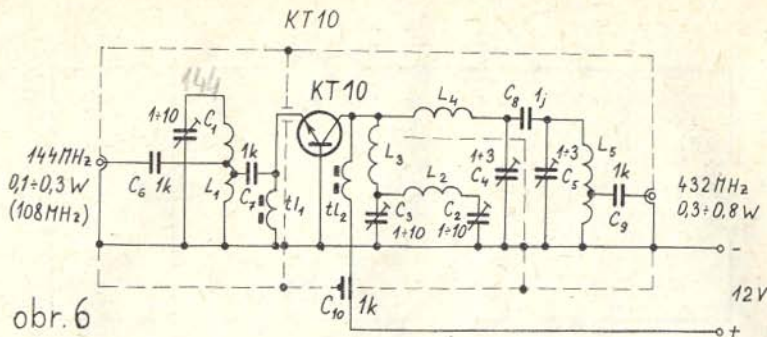 KT10
144
KT10
1÷10
C1
144MHz
0,1÷0,3W
(108MHz)
C6
1k
L1
1k
C7
tl1
tl2
L3
L4
L2
C3
1÷10
C2
1÷10
C8
1j
1÷3
C4
1÷3
C5
L5
1k
C9
432MHz
0,3÷0,8W
-
12V
+
C10
1k
obr. 6